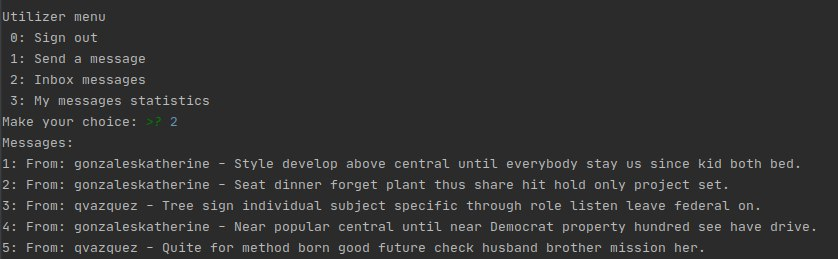 Utilizer menu
0: Sign out
1: Send a message
2: Inbox messages
3: My messages statistics
Make your choice: >? 2
Messages:
1: From: gonzaleskatherine - Style develop above central until everybody stay us since kid both bed.
2: From: gonzaleskatherine - Seat dinner forget plant thus share hit hold only project set.
3: From: qvazquez - Tree sign individual subject specific through role listen leave federal on.
4: From: gonzaleskatherine - Near popular central until near Democrat property hundred see have drive.
5: From: qvazquez - Quite for method born good future check husband brother mission her.